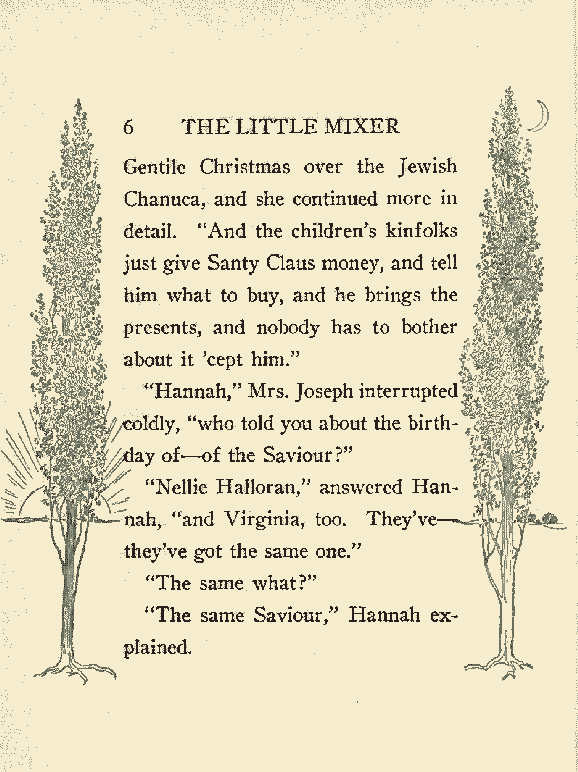 6 THE LITTLE MIXER
Gentile Christmas over the Jewish
Chanuca, and she continued more in
detail. “And the children’s kinfolks
just give Santy Claus money, and tell
him what to buy, and he brings the
presents, and nobody has to bother
about it ’cept him.”
“Hannah,” Mrs. Joseph interrupted
coldly, “who told you about the birth-
day of—of the Saviour?”
“Nellie Halloran,” answered Han-
nah, “and Virginia, too. They’ve—
they’ve got the same one.”
“The same what?”
“The same Saviour,” Hannah ex-
plained.